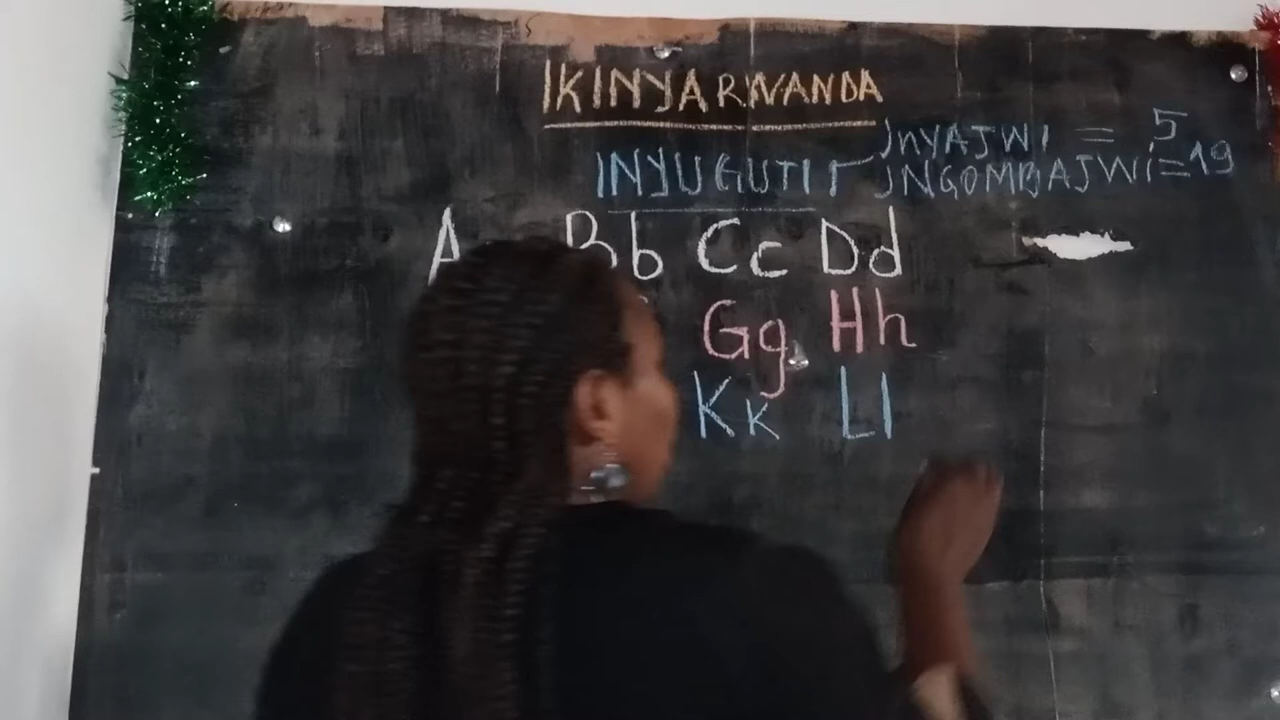 IKINYARWANDA
INYUGUTI
INYAJWI = 5
INGOMBAJWI = 19
A Bb Cc Dd
Gg Hh
Kk Ll